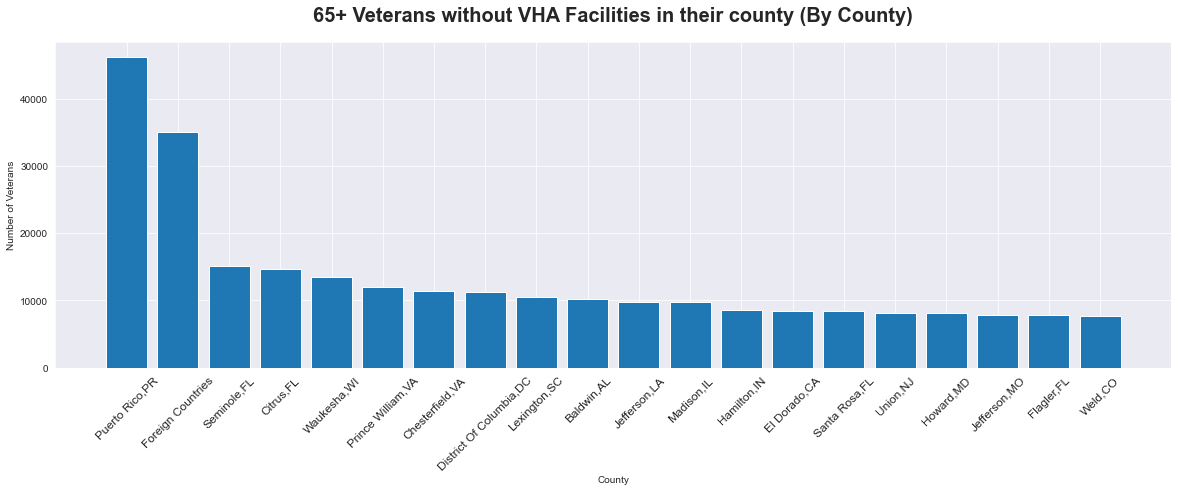 65+ Veterans without VHA Facilities in their county (By County)
Number of Veterans
40000
30000
20000
10000
0
Puerto Rico,PR
Foreign Countries
Seminole,FL
Citrus,FL
Waukesha,WI
Prince William,VA
Chesterfield,VA
District Of Columbia,DC
Lexington,SC
Baldwin,AL
Jefferson,LA
Madison,IL
Hamilton,IN
El Dorado,CA
Santa Rosa,FL
Union,NJ
Howard,MD
Jefferson,MO
Flagler,FL
Weld,CO
County